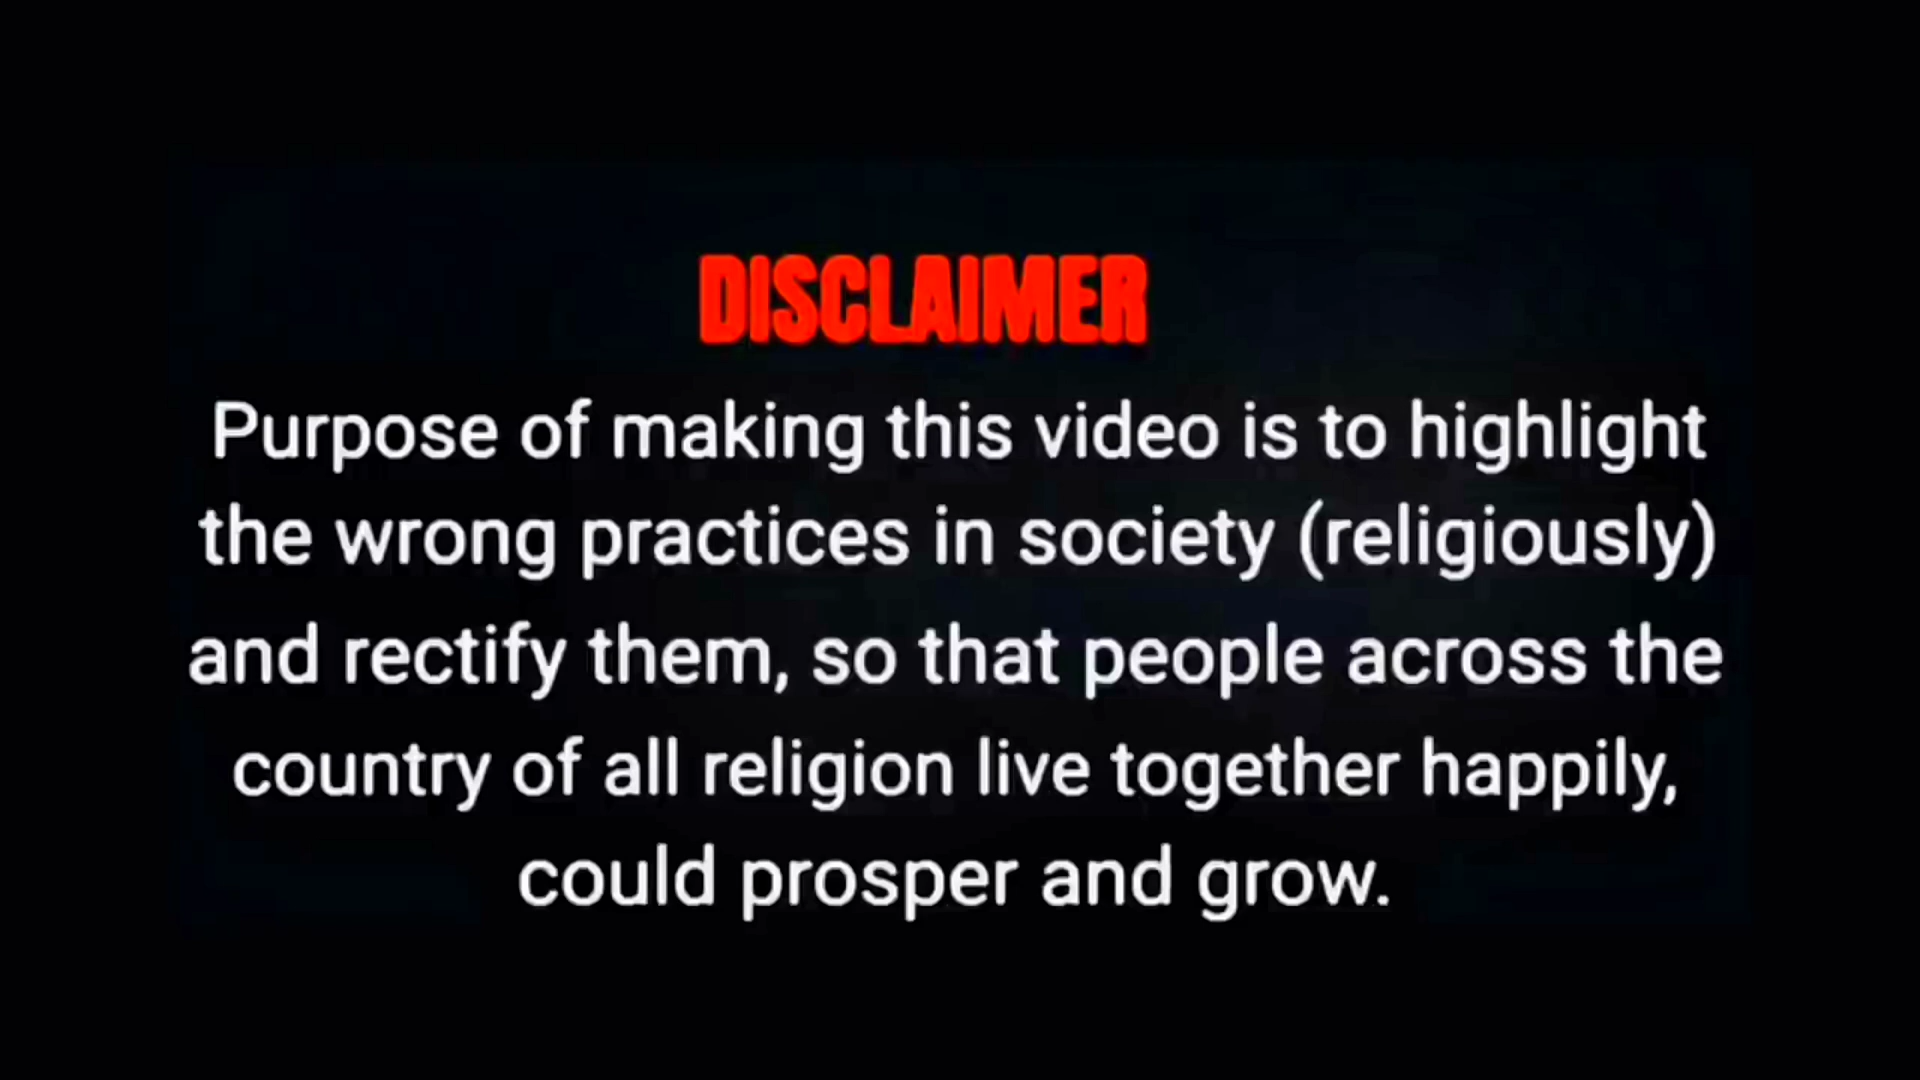 DISCLAIMER
Purpose of making this video is to highlight
the wrong practices in society (religiously)
and rectify them, so that people across the
country of all religion live together happily,
could prosper and grow.